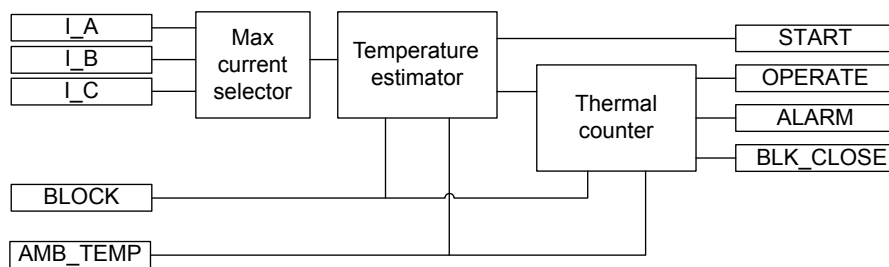 I_A
I_B
I_C
Max
current
selector
Temperature
estimator
Thermal
counter
START
OPERATE
ALARM
BLK_CLOSE
BLOCK
AMB_TEMP